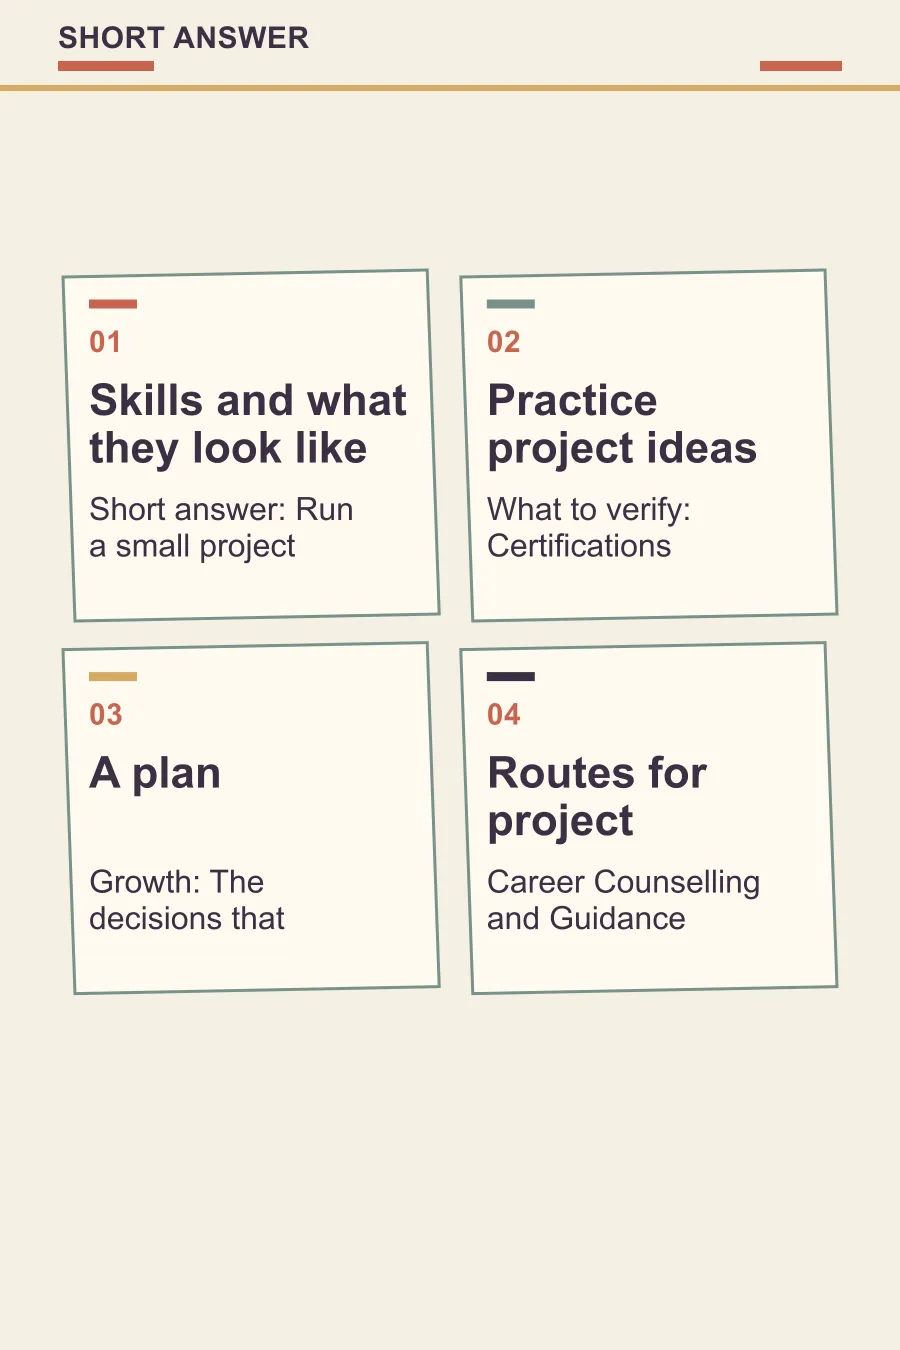 SHORT ANSWER
01
Skills and what
they look like
Short answer: Run
a small project
02
Practice
project ideas
What to verify:
Certifications
03
A plan
Growth: The
decisions that
04
Routes for
project
Career Counselling
and Guidance